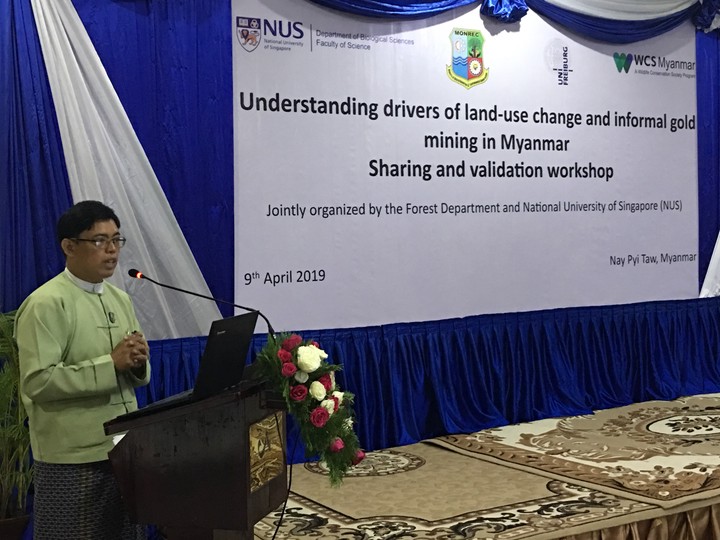 NUS
National University
of Singapore
Department of Biological Sciences
Faculty of Science
MONREC
UNI
FREIBURG
WCS Myanmar
Understanding drivers of land-use change and informal gold
mining in Myanmar
Sharing and validation workshop
Jointly organized by the Forest Department and National University of Singapore (NUS)
9th April 2019
Nay Pyi Taw, Myanmar